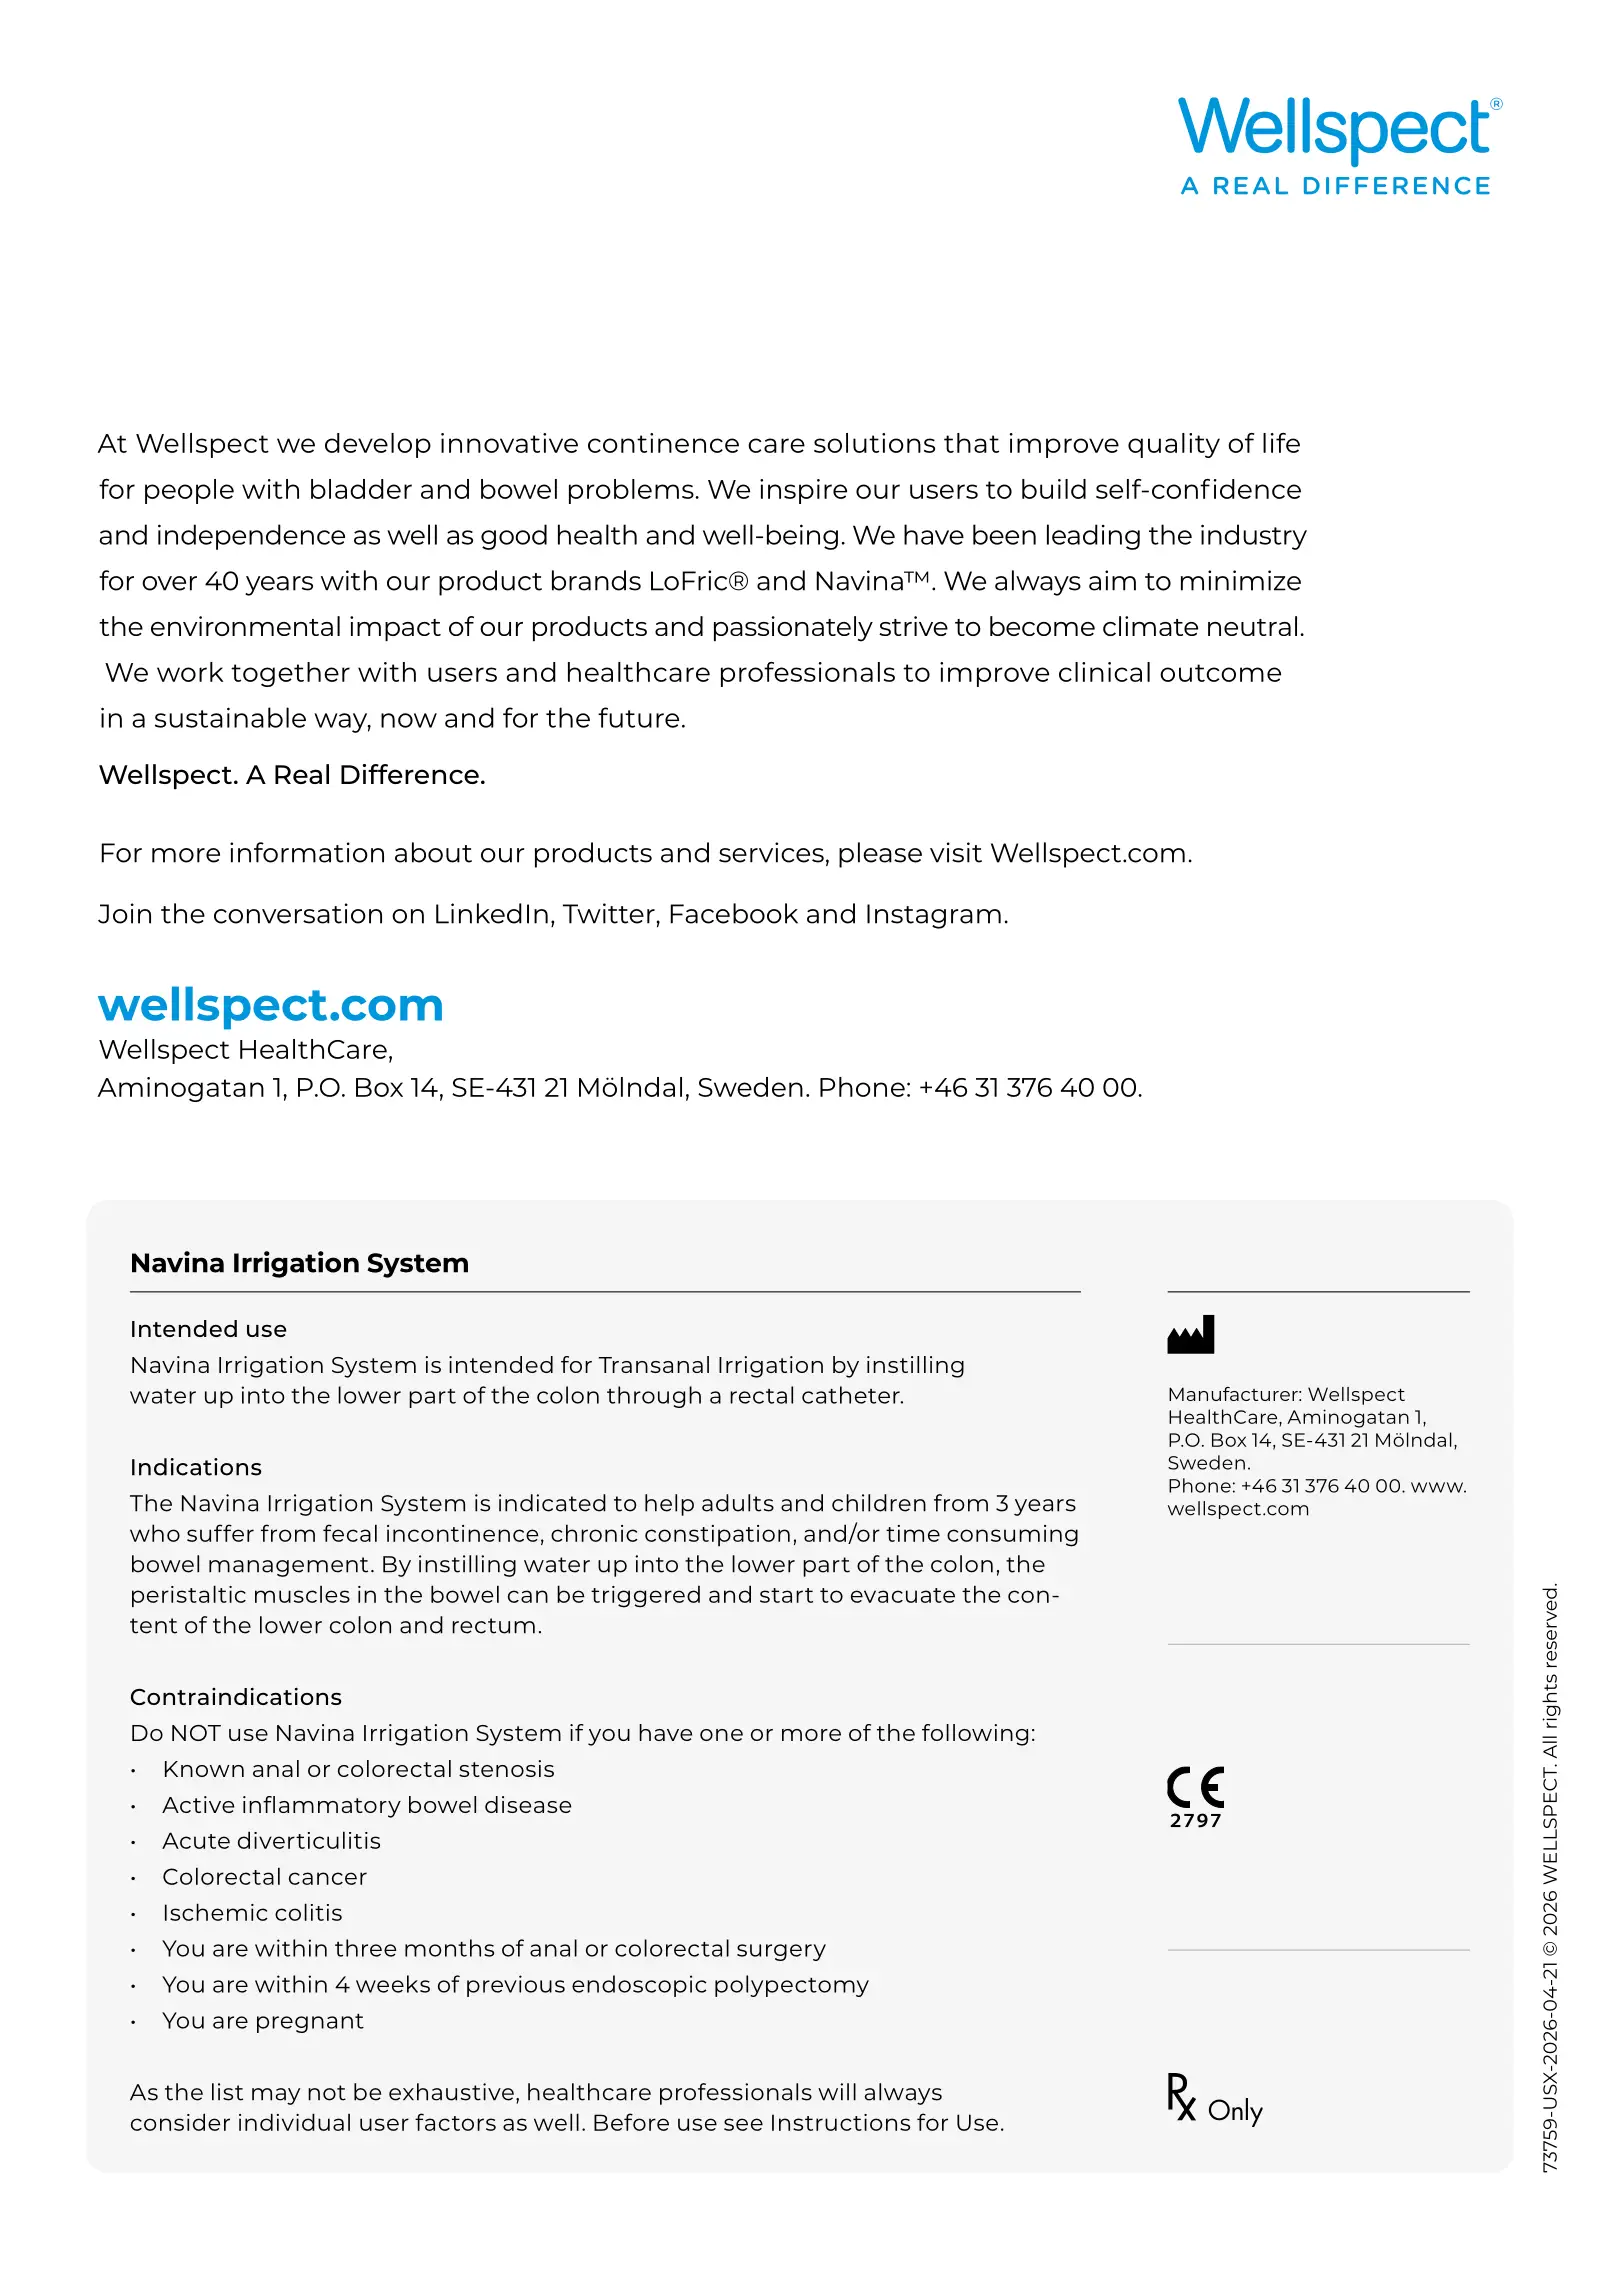 Wellspect®
A REAL DIFFERENCE
At Wellspect we develop innovative continence care solutions that improve quality of life
for people with bladder and bowel problems. We inspire our users to build self-confidence
and independence as well as good health and well-being. We have been leading the industry
for over 40 years with our product brands LoFric® and Navina™. We always aim to minimize
the environmental impact of our products and passionately strive to become climate neutral.
We work together with users and healthcare professionals to improve clinical outcome
in a sustainable way, now and for the future.
Wellspect. A Real Difference.
For more information about our products and services, please visit Wellspect.com.
Join the conversation on LinkedIn, Twitter, Facebook and Instagram.
wellspect.com
Wellspect HealthCare,
Aminogatan 1, P.O. Box 14, SE-431 21 Mölndal, Sweden. Phone: +46 31 376 40 00.
Navina Irrigation System
Intended use
Navina Irrigation System is intended for Transanal Irrigation by instilling
water up into the lower part of the colon through a rectal catheter.
Indications
The Navina Irrigation System is indicated to help adults and children from 3 years
who suffer from fecal incontinence, chronic constipation, and/or time consuming
bowel management. By instilling water up into the lower part of the colon, the
peristaltic muscles in the bowel can be triggered and start to evacuate the con-
tent of the lower colon and rectum.
Contraindications
Do NOT use Navina Irrigation System if you have one or more of the following:
• Known anal or colorectal stenosis
• Active inflammatory bowel disease
• Acute diverticulitis
• Colorectal cancer
• Ischemic colitis
• You are within three months of anal or colorectal surgery
• You are within 4 weeks of previous endoscopic polypectomy
• You are pregnant
As the list may not be exhaustive, healthcare professionals will always
consider individual user factors as well. Before use see Instructions for Use.
Manufacturer: Wellspect
HealthCare, Aminogatan 1,
P.O. Box 14, SE-431 21 Mölndal,
Sweden.
Phone: +46 31 376 40 00. www.
wellspect.com
CE
2797
Rx Only
73759-USX-2026-04-21 © 2026 WELLSPECT. All rights reserved.